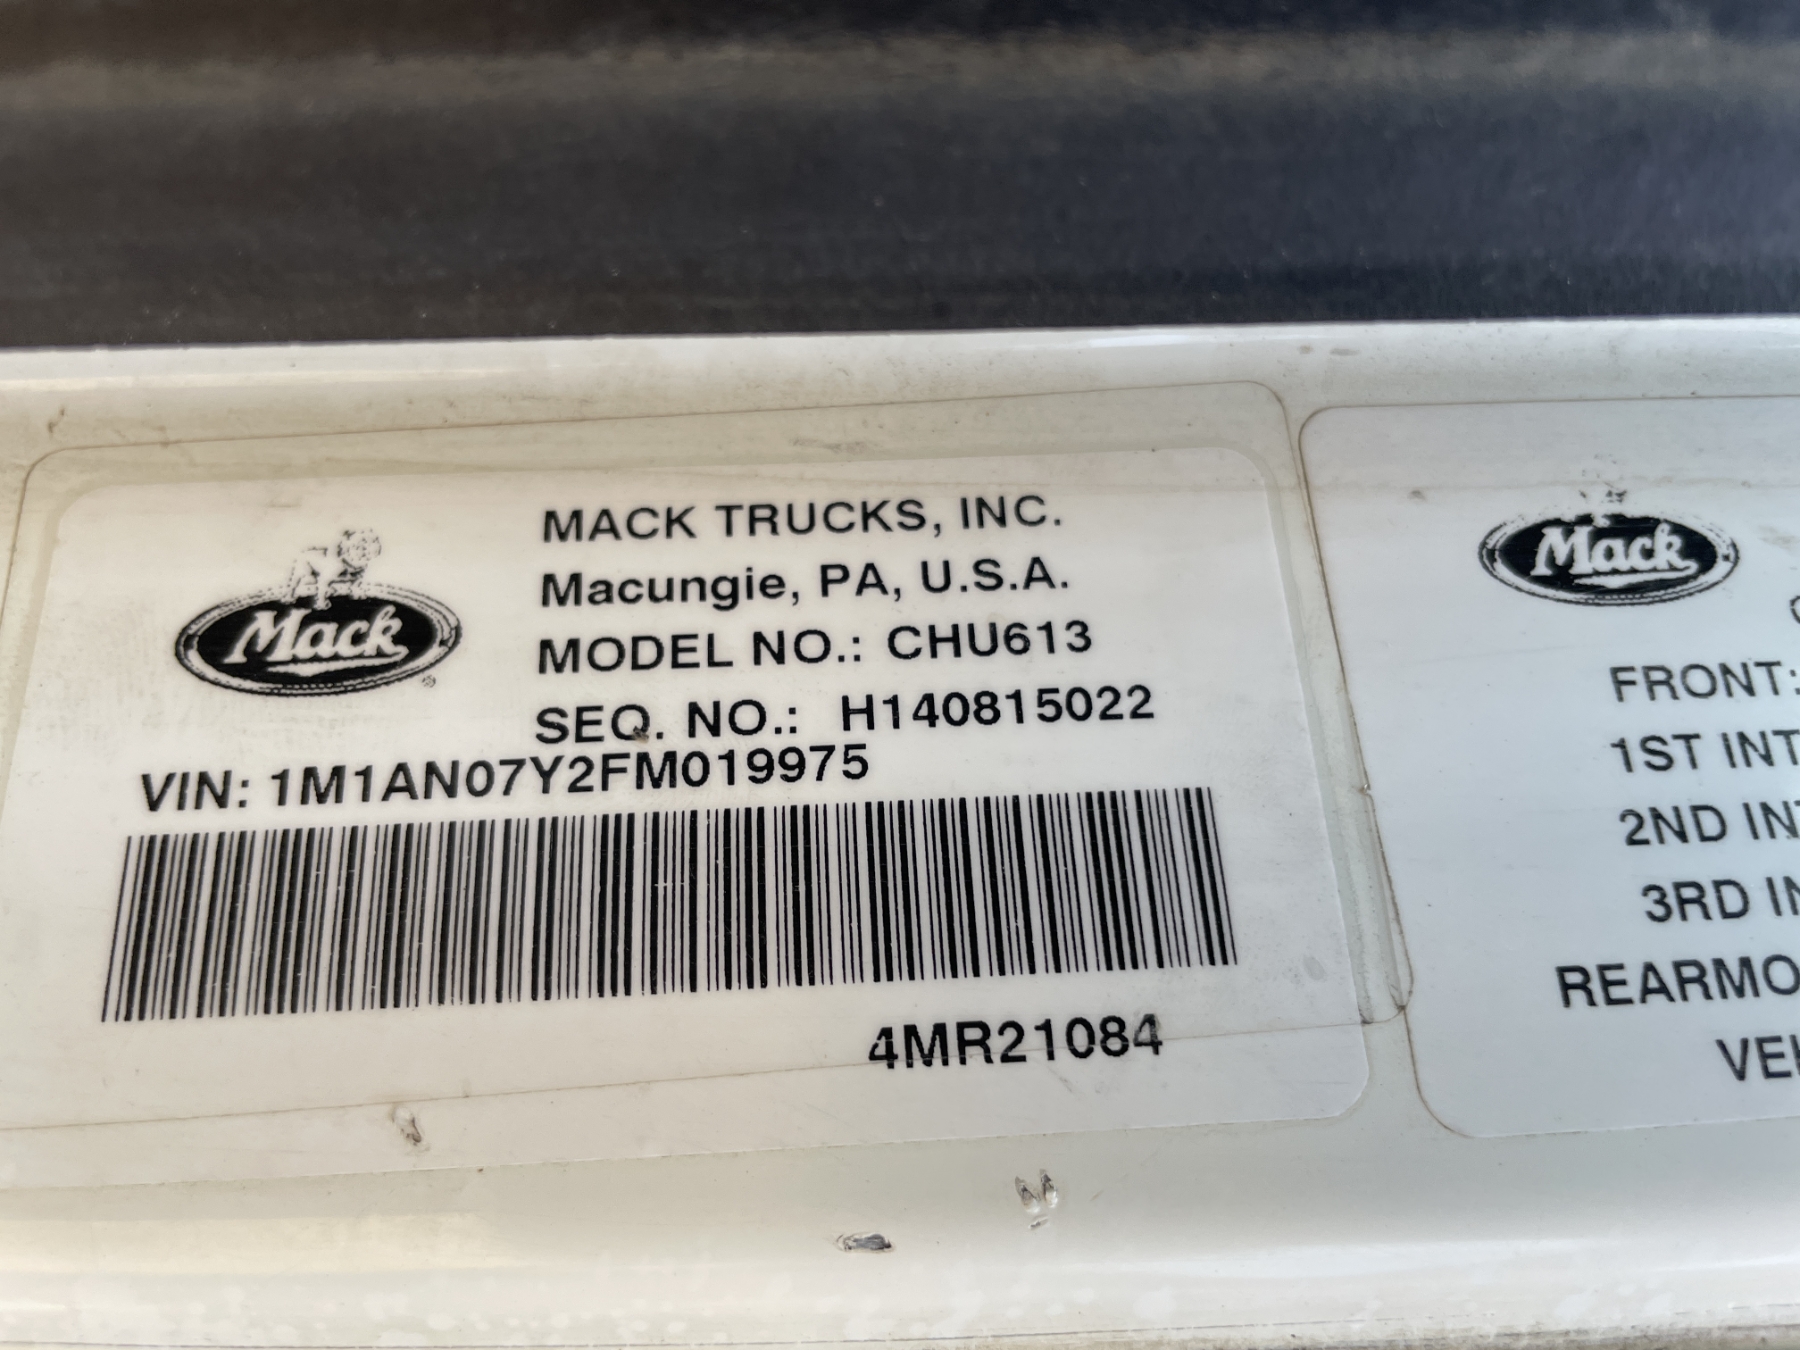 MACK TRUCKS, INC.
Macungie, PA, U.S.A.
MODEL NO.: CHU613
SEQ. NO.: H140815022
VIN: 1M1AN07Y2FM019975
4MR21084
Mack
®
Mack
FRONT:
1ST INT
2ND INT
3RD IN
REARMO
VEH